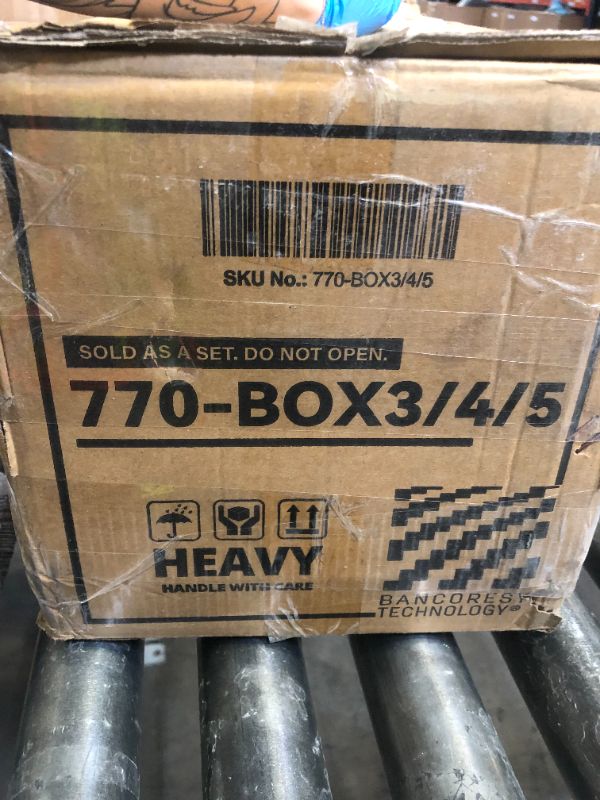 SKU No.: 770-BOX3/4/5
SOLD AS A SET. DO NOT OPEN.
770-BOX3/4/5
HEAVY
HANDLE WITH CARE
BANCOREST
TECHNOLOGY®